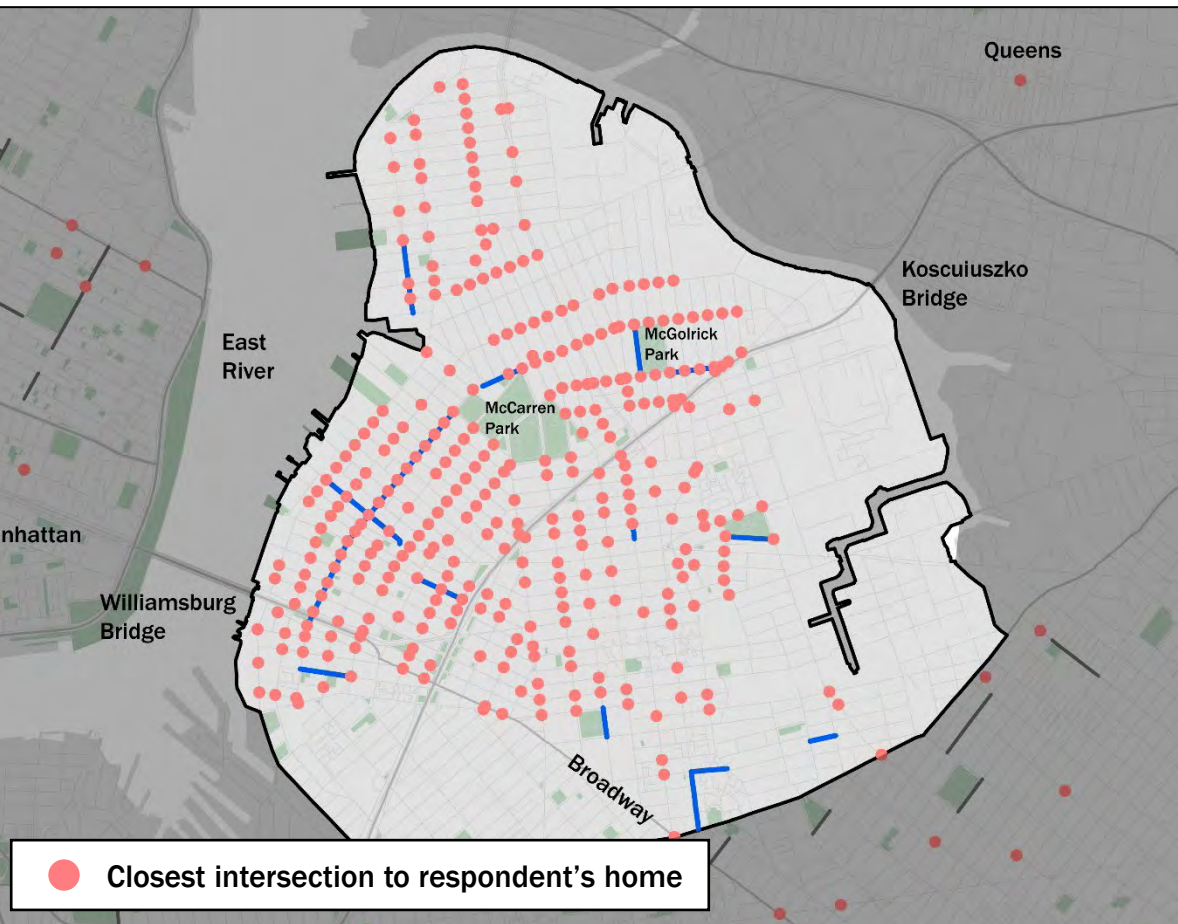 Queens
Koscuiuszko
Bridge
East
River
McGolrick
Park
McCarren
Park
nhattan
Williamsburg
Bridge
Broadway
Closest intersection to respondent's home